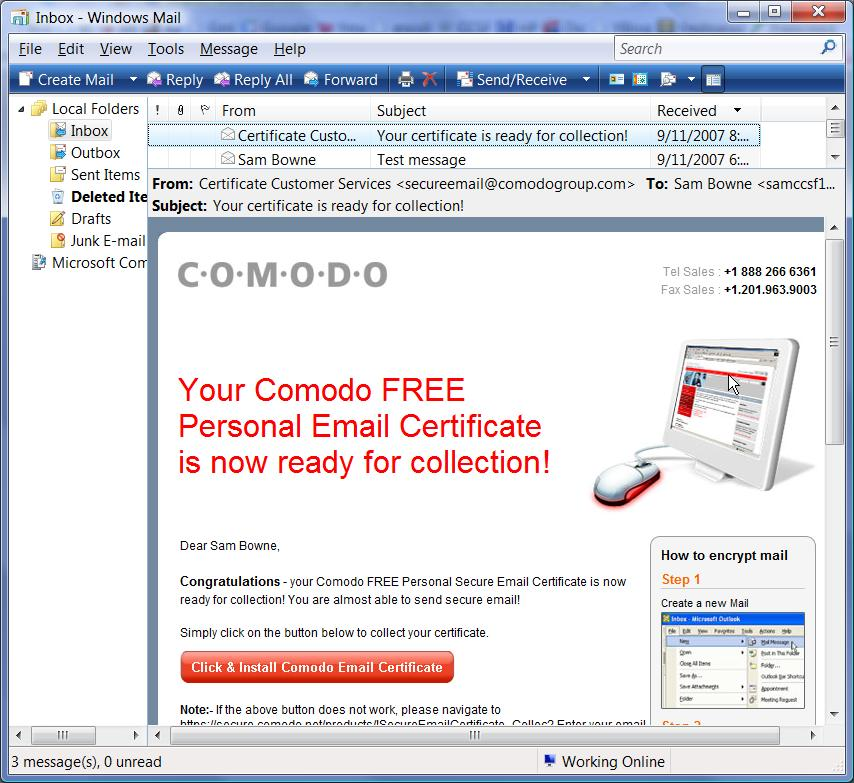 Inbox - Windows Mail
File Edit View Tools Message Help
Search
Create Mail Reply Reply All Forward Send/Receive
Local Folders
Inbox
Outbox
Sent Items
Deleted Ite
Drafts
Junk E-mail
Microsoft Com
! From Subject Received
Certificate Custo... Your certificate is ready for collection! 9/11/2007 8:...
Sam Bowne Test message 9/11/2007 6:...
From: Certificate Customer Services <secureemail@comodogroup.com> To: Sam Bowne <samccsf1...
Subject: Your certificate is ready for collection!
C·O·M·O·D·O
Tel Sales : +1 888 266 6361
Fax Sales : +1.201.963.9003
Your Comodo FREE
Personal Email Certificate
is now ready for collection!
Dear Sam Bowne,
Congratulations - your Comodo FREE Personal Secure Email Certificate is now
ready for collection! You are almost able to send secure email!
Simply click on the button below to collect your certificate.
Click & Install Comodo Email Certificate
Note:- If the above button does not work, please navigate to
https://secure.comodo.net/products/!SecureEmailCertificate_Collec? Enter your email
How to encrypt mail
Step 1
Create a new Mail
Inbox - Microsoft Outlook
File Edit View Favorites Tools Actions Help
New Mail Message
Open Post in This Folder
Close All Items Folder...
Save As... Outlook Bar Shortcu
Save Attachments Appointment
Folder Meeting Request
3 message(s), 0 unread
Working Online